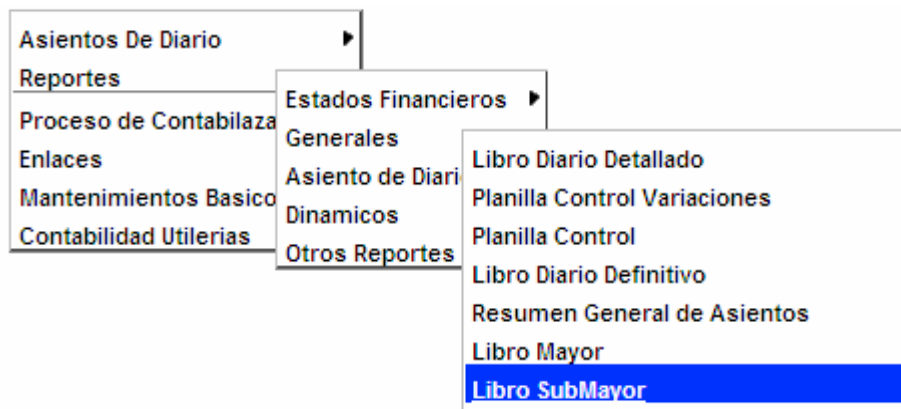 Asientos De Diario
Reportes
Proceso de Contabilaza
Enlaces
Mantenimientos Basico
Contabilidad Utilerias
Estados Financieros
Generales
Asiento de Diari
Dinamicos
Otros Reportes
Libro Diario Detallado
Planilla Control Variaciones
Planilla Control
Libro Diario Definitivo
Resumen General de Asientos
Libro Mayor
Libro SubMayor